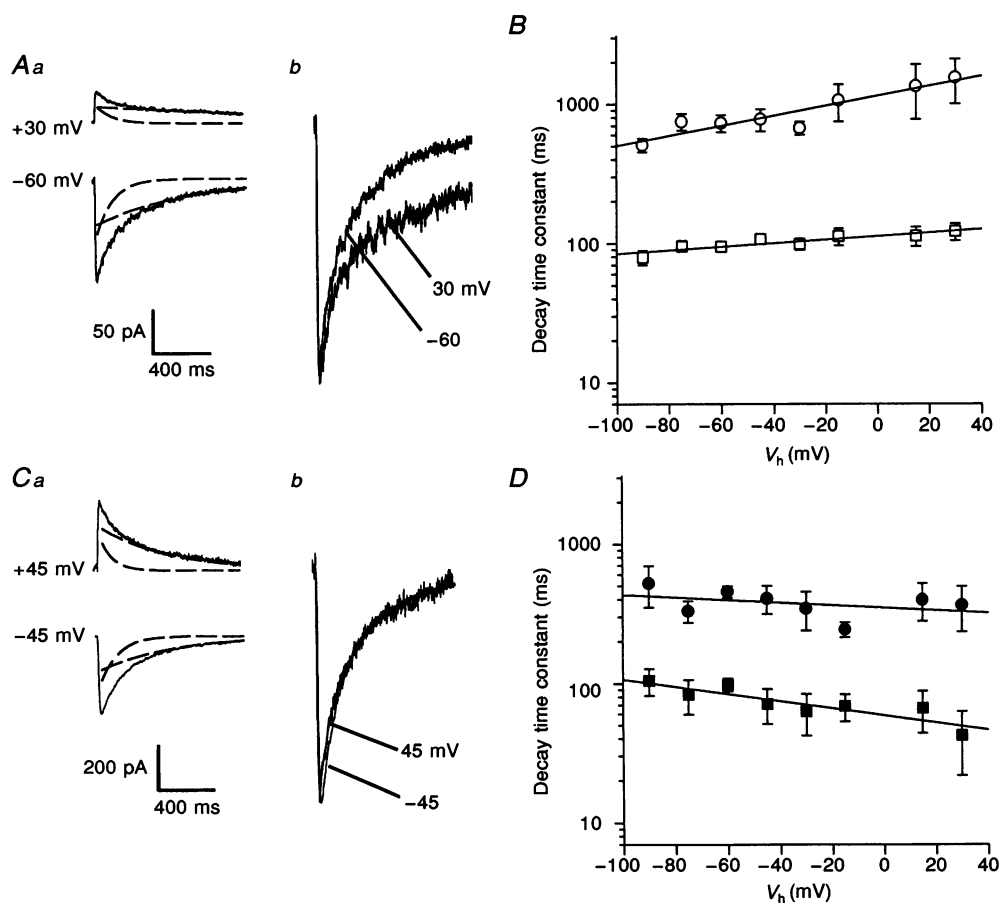 A a
+30 mV
−60 mV
50 pA
400 ms
b
30 mV
−60
B
Decay time constant (ms)
1000
100
10
−100 −80 −60 −40 −20 0 20 40
Vh (mV)
C a
+45 mV
−45 mV
200 pA
400 ms
b
45 mV
−45
D
Decay time constant (ms)
1000
100
10
−100 −80 −60 −40 −20 0 20 40
Vh (mV)